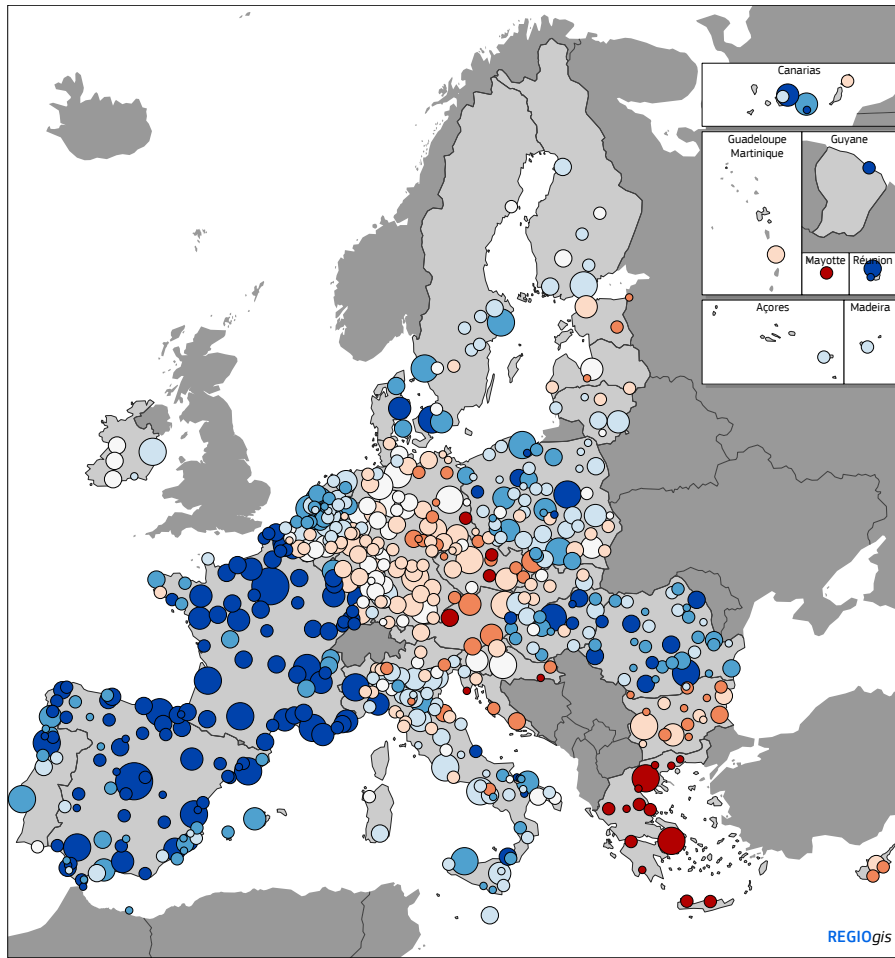 Canarias
Guadeloupe
Martinique
Guyane
Mayotte
Réunion
Açores
Madeira
REGIOgis